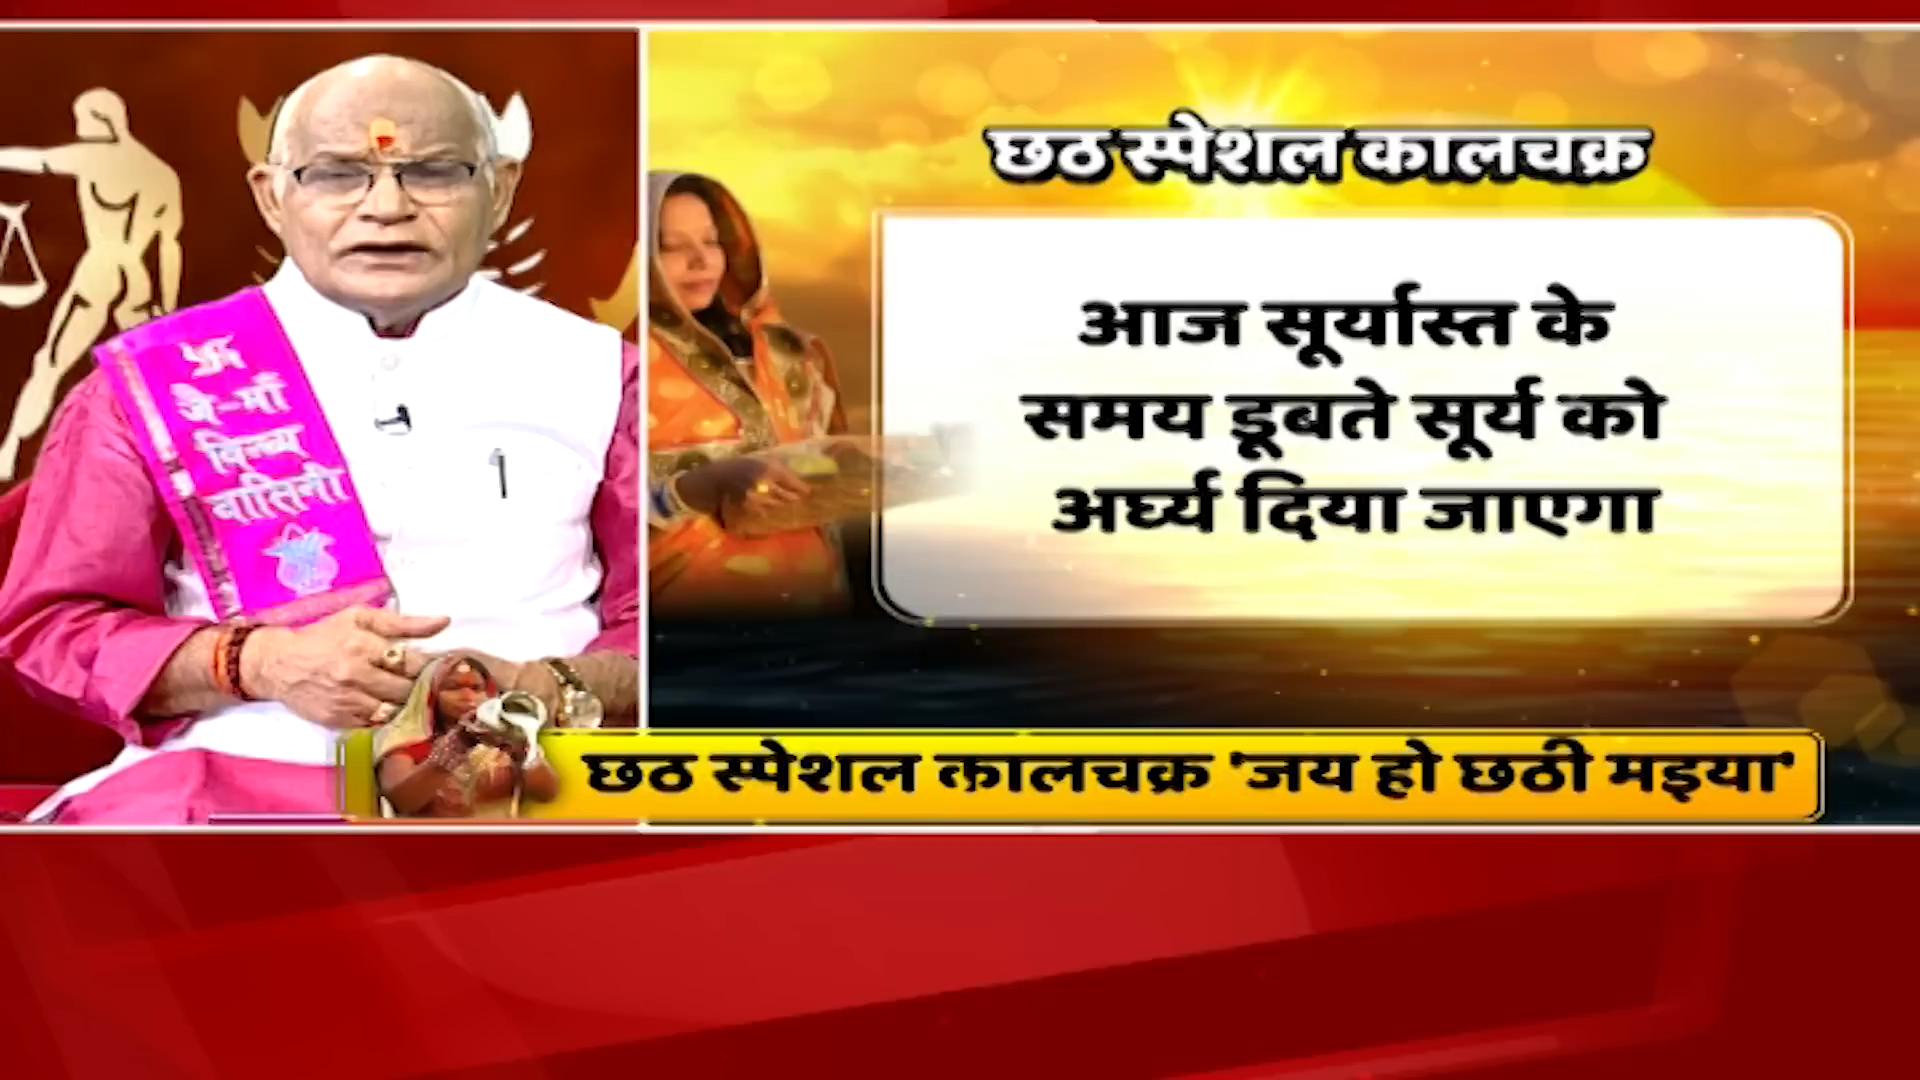 छठ स्पेशल कालचक्र
आज सूर्यास्त के
समय डूबते सूर्य को
अर्घ्य दिया जाएगा
जै-माँ
विन्ध्य
वासिनी
छठ स्पेशल कालचक्र 'जय हो छठी मइया'